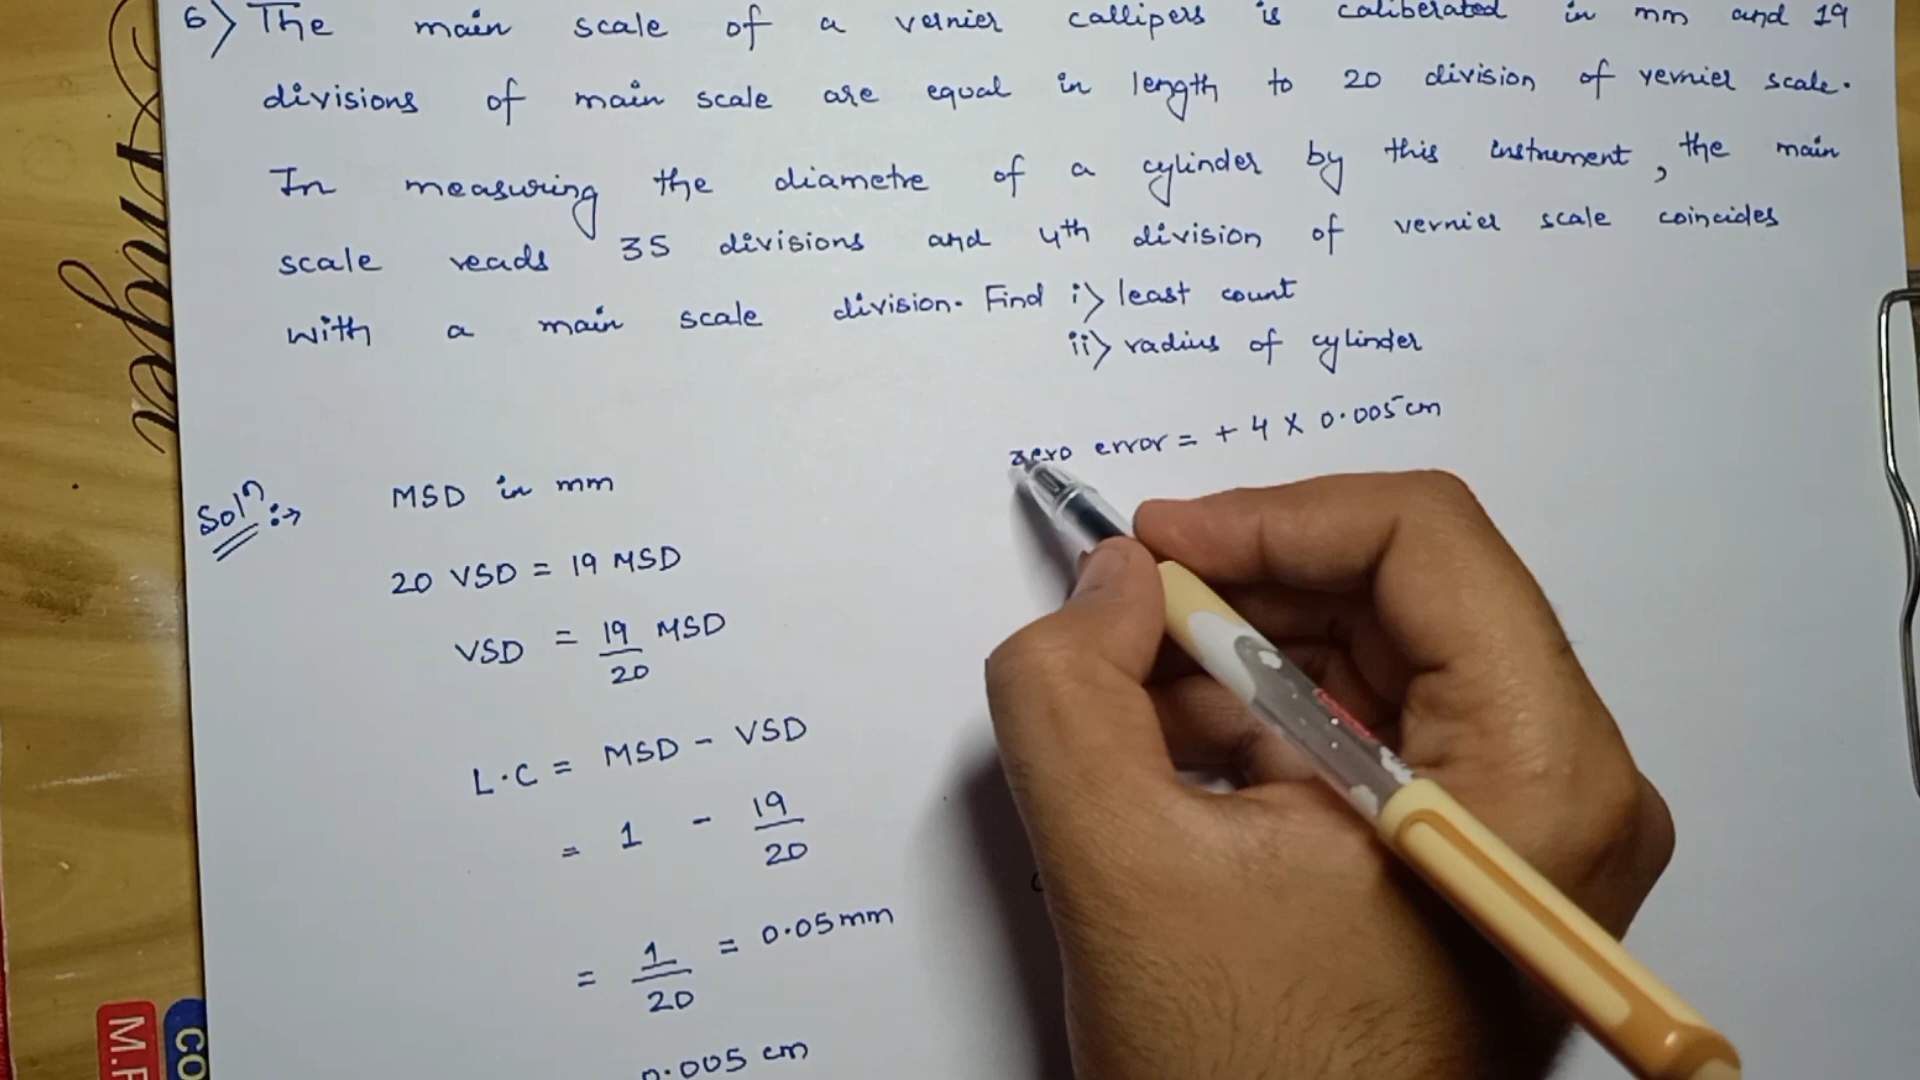 6) The main scale of a vernier callipers is caliberated in mm and 19
divisions of main scale are equal in length to 20 division of vernier scale.
In measuring the diametre of a cylinder by this instrument, the main
scale reads 35 divisions and 4th division of vernier scale coincides
with a main scale division. Find i) least count
ii) radius of cylinder
zero error = + 4 × 0.005 cm
Solⁿ :→ MSD in mm
20 VSD = 19 MSD
VSD = 19/20 MSD
L.C = MSD - VSD
= 1 - 19/20
= 1/20 = 0.05 mm
0.005 cm